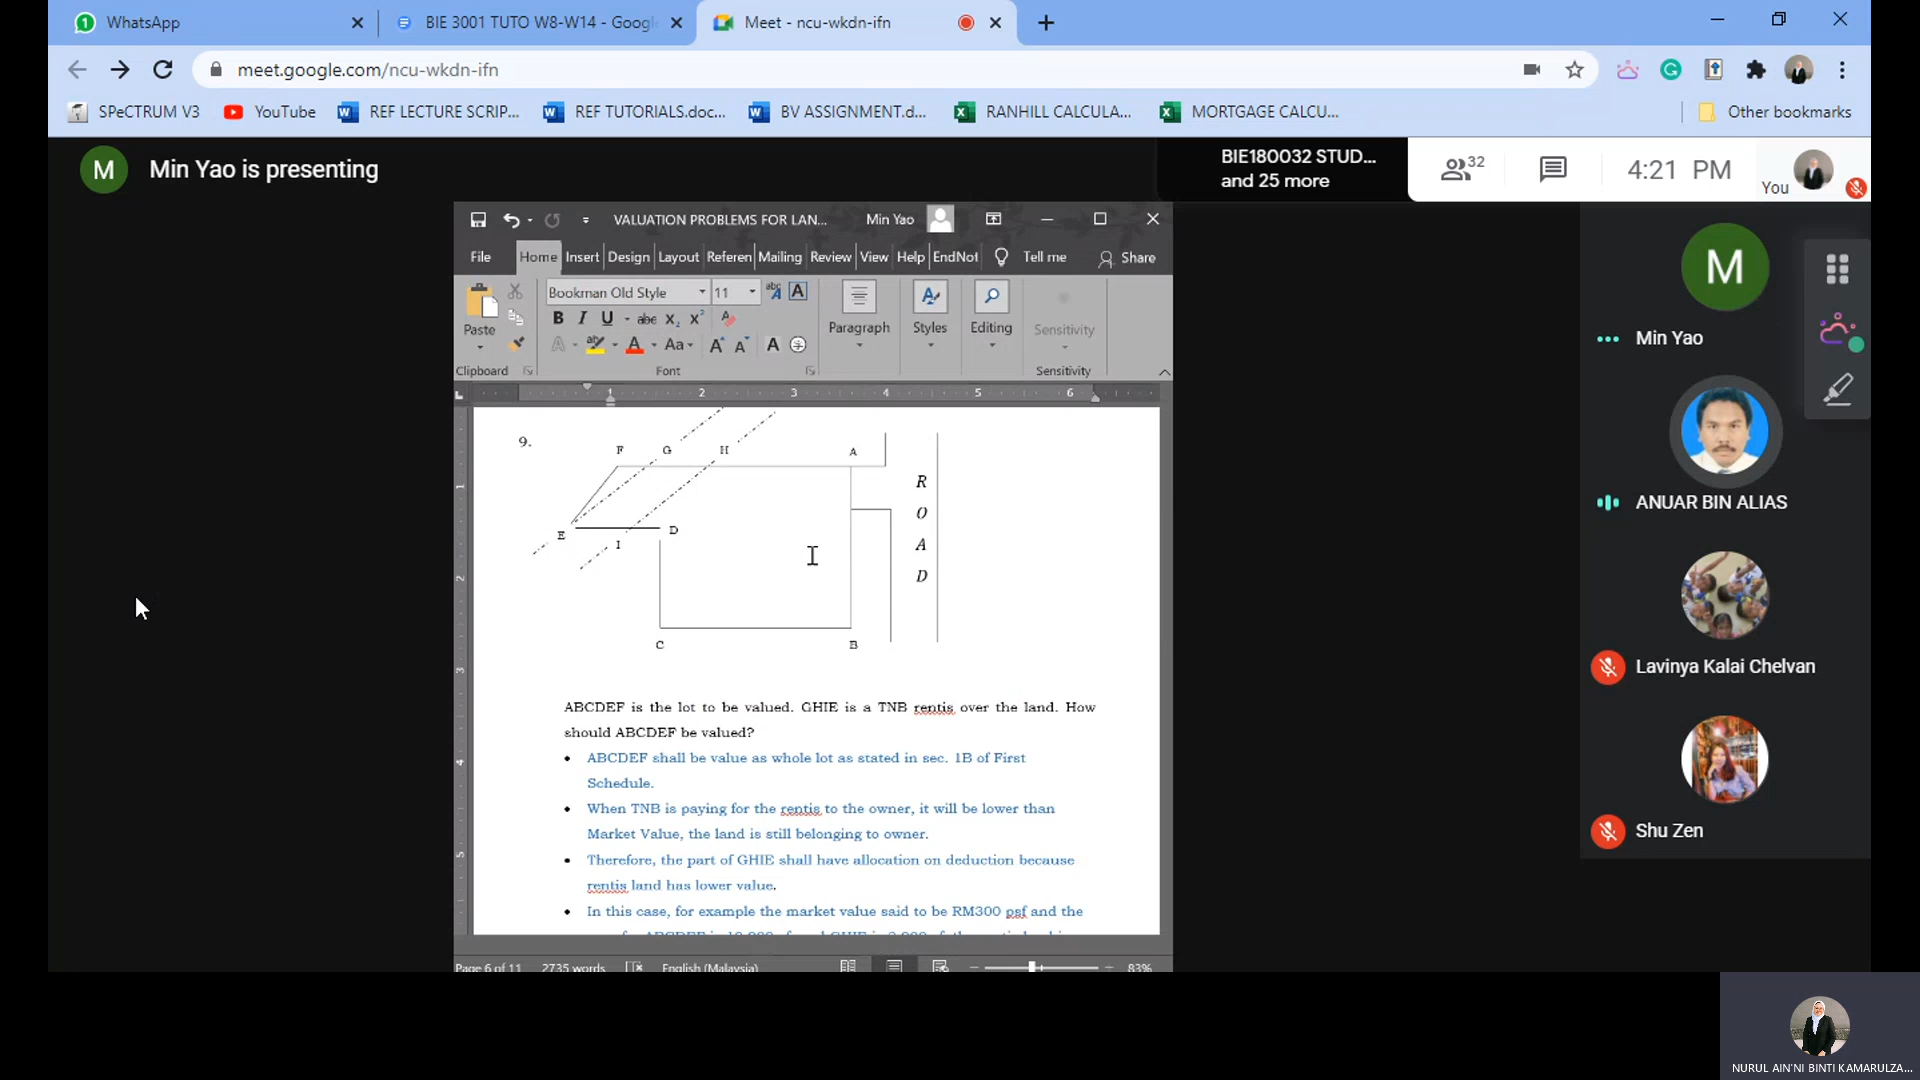 WhatsApp
BIE 3001 TUTO W8-W14 - Googl
Meet - ncu-wkdn-ifn
meet.google.com/ncu-wkdn-ifn
SPeCTRUM V3
YouTube
REF LECTURE SCRIP...
REF TUTORIALS.doc...
BV ASSIGNMENT.d...
RANHILL CALCULA...
MORTGAGE CALCU...
Other bookmarks
M
Min Yao is presenting
BIE180032 STUD...
and 25 more
32
4:21 PM
You
VALUATION PROBLEMS FOR LAN...
Min Yao
File Home Insert Design Layout Referen Mailing Review View Help EndNot Tell me Share
Paste
Clipboard
Bookman Old Style 11
Font
Paragraph
Styles
Editing
Sensitivity
Sensitivity
1 2 3 4 5 6
9.
F G H A
E I D
C B
R
O
A
D
ABCDEF is the lot to be valued. GHIE is a TNB rentis over the land. How
should ABCDEF be valued?
• ABCDEF shall be value as whole lot as stated in sec. 1B of First
Schedule.
• When TNB is paying for the rentis to the owner, it will be lower than
Market Value, the land is still belonging to owner.
• Therefore, the part of GHIE shall have allocation on deduction because
rentis land has lower value.
• In this case, for example the market value said to be RM300 psf and the
Page 6 of 11 2735 words English (Malaysia) 83%
M
Min Yao
ANUAR BIN ALIAS
Lavinya Kalai Chelvan
Shu Zen
NURUL AIN'NI BINTI KAMARULZA...